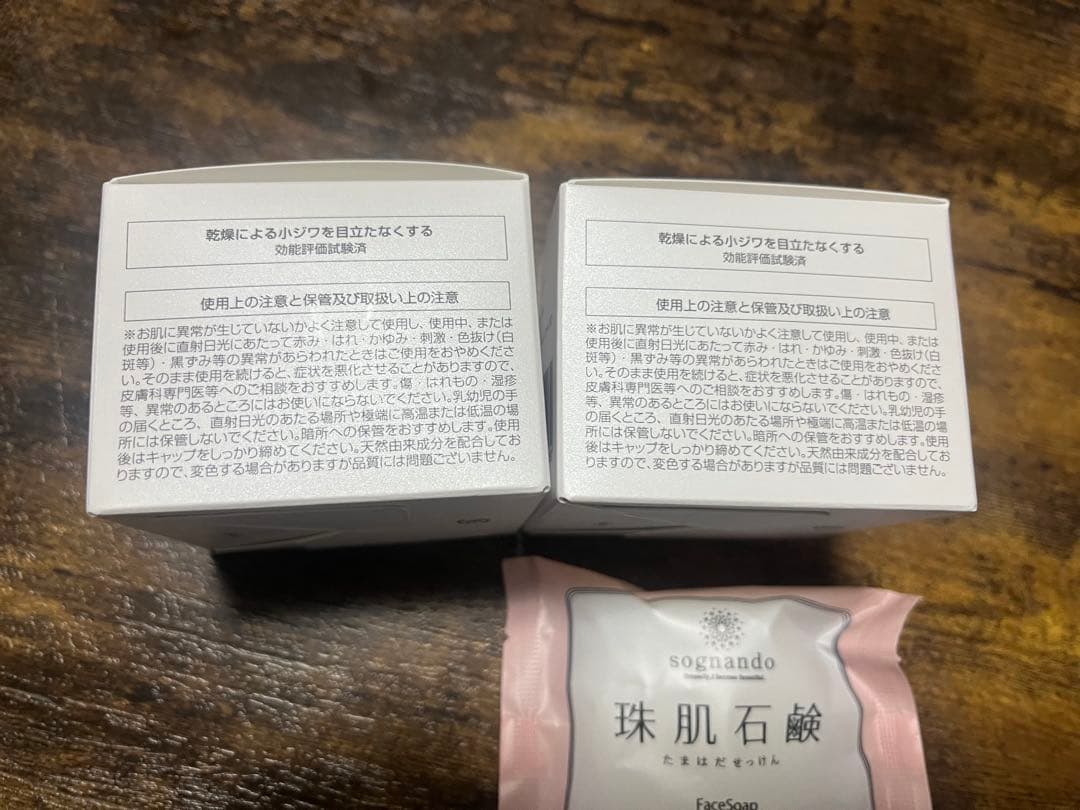 乾燥による小ジワを目立たなくする
効能評価試験済
使用上の注意と保管及び取扱い上の注意
※お肌に異常が生じていないかよく注意して使用し、使用中、または
使用後に直射日光にあたって赤み・はれ・かゆみ・刺激・色抜け(白
斑等)・黒ずみ等の異常があらわれたときはご使用をおやめくださ
い。そのまま使用を続けると、症状を悪化させることがありますので、
皮膚科専門医等へのご相談をおすすめします。傷・はれもの・湿疹
等、異常のあるところにはお使いにならないでください。乳幼児の手
の届くところ、直射日光のあたる場所や極端に高温または低温の場
所には保管しないでください。暗所への保管をおすすめします。使用
後はキャップをしっかり締めてください。天然由来成分を配合してお
りますので、変色する場合がありますが品質には問題ございません。
乾燥による小ジワを目立たなくする
効能評価試験済
使用上の注意と保管及び取扱い上の注意
※お肌に異常が生じていないかよく注意して使用し、使用中、または
使用後に直射日光にあたって赤み・はれ・かゆみ・刺激・色抜け(白
斑等)・黒ずみ等の異常があらわれたときはご使用をおやめくださ
い。そのまま使用を続けると、症状を悪化させることがありますので、
皮膚科専門医等へのご相談をおすすめします。傷・はれもの・湿疹
等、異常のあるところにはお使いにならないでください。乳幼児の手
の届くところ、直射日光のあたる場所や極端に高温または低温の場
所には保管しないでください。暗所への保管をおすすめします。使用
後はキャップをしっかり締めてください。天然由来成分を配合してお
りますので、変色する場合がありますが品質には問題ございません。
sognando
珠肌石鹸
たまはだせっけん
FaceSoap